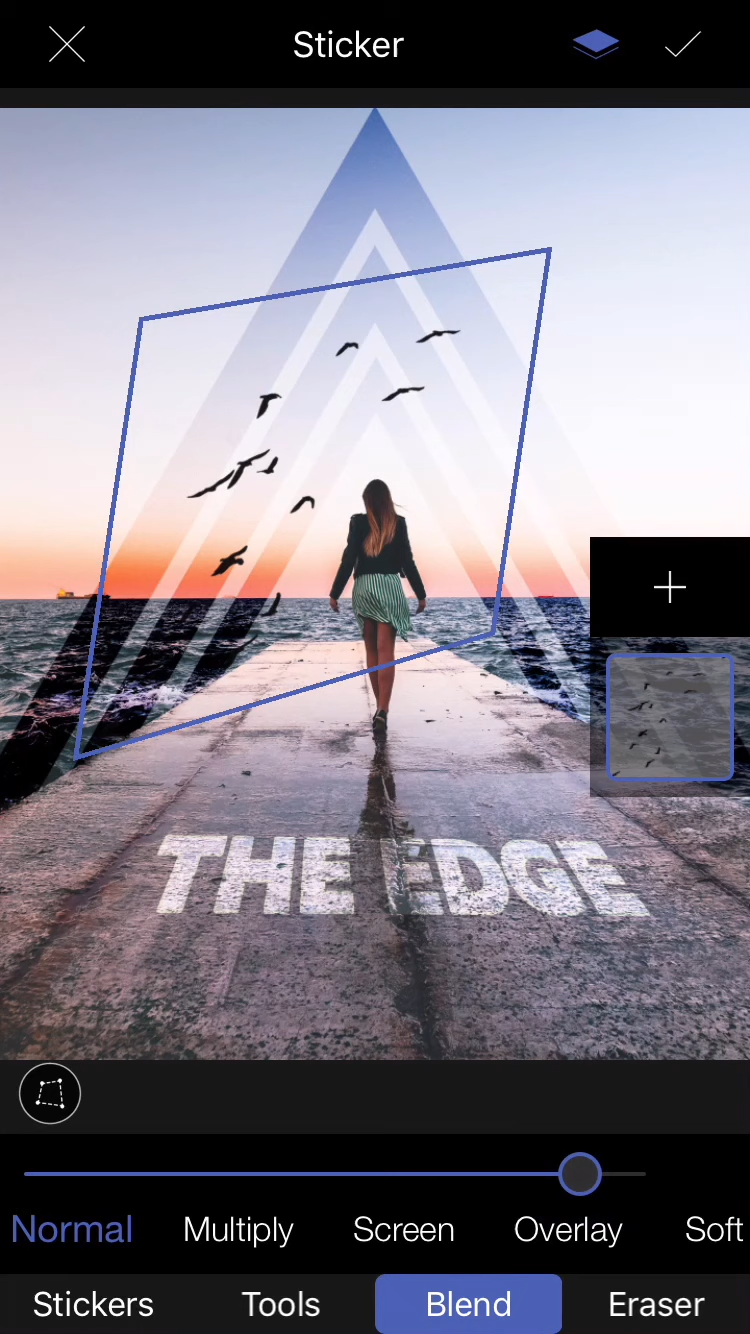 Sticker
THE EDGE
Normal Multiply Screen Overlay Soft
Stickers Tools Blend Eraser